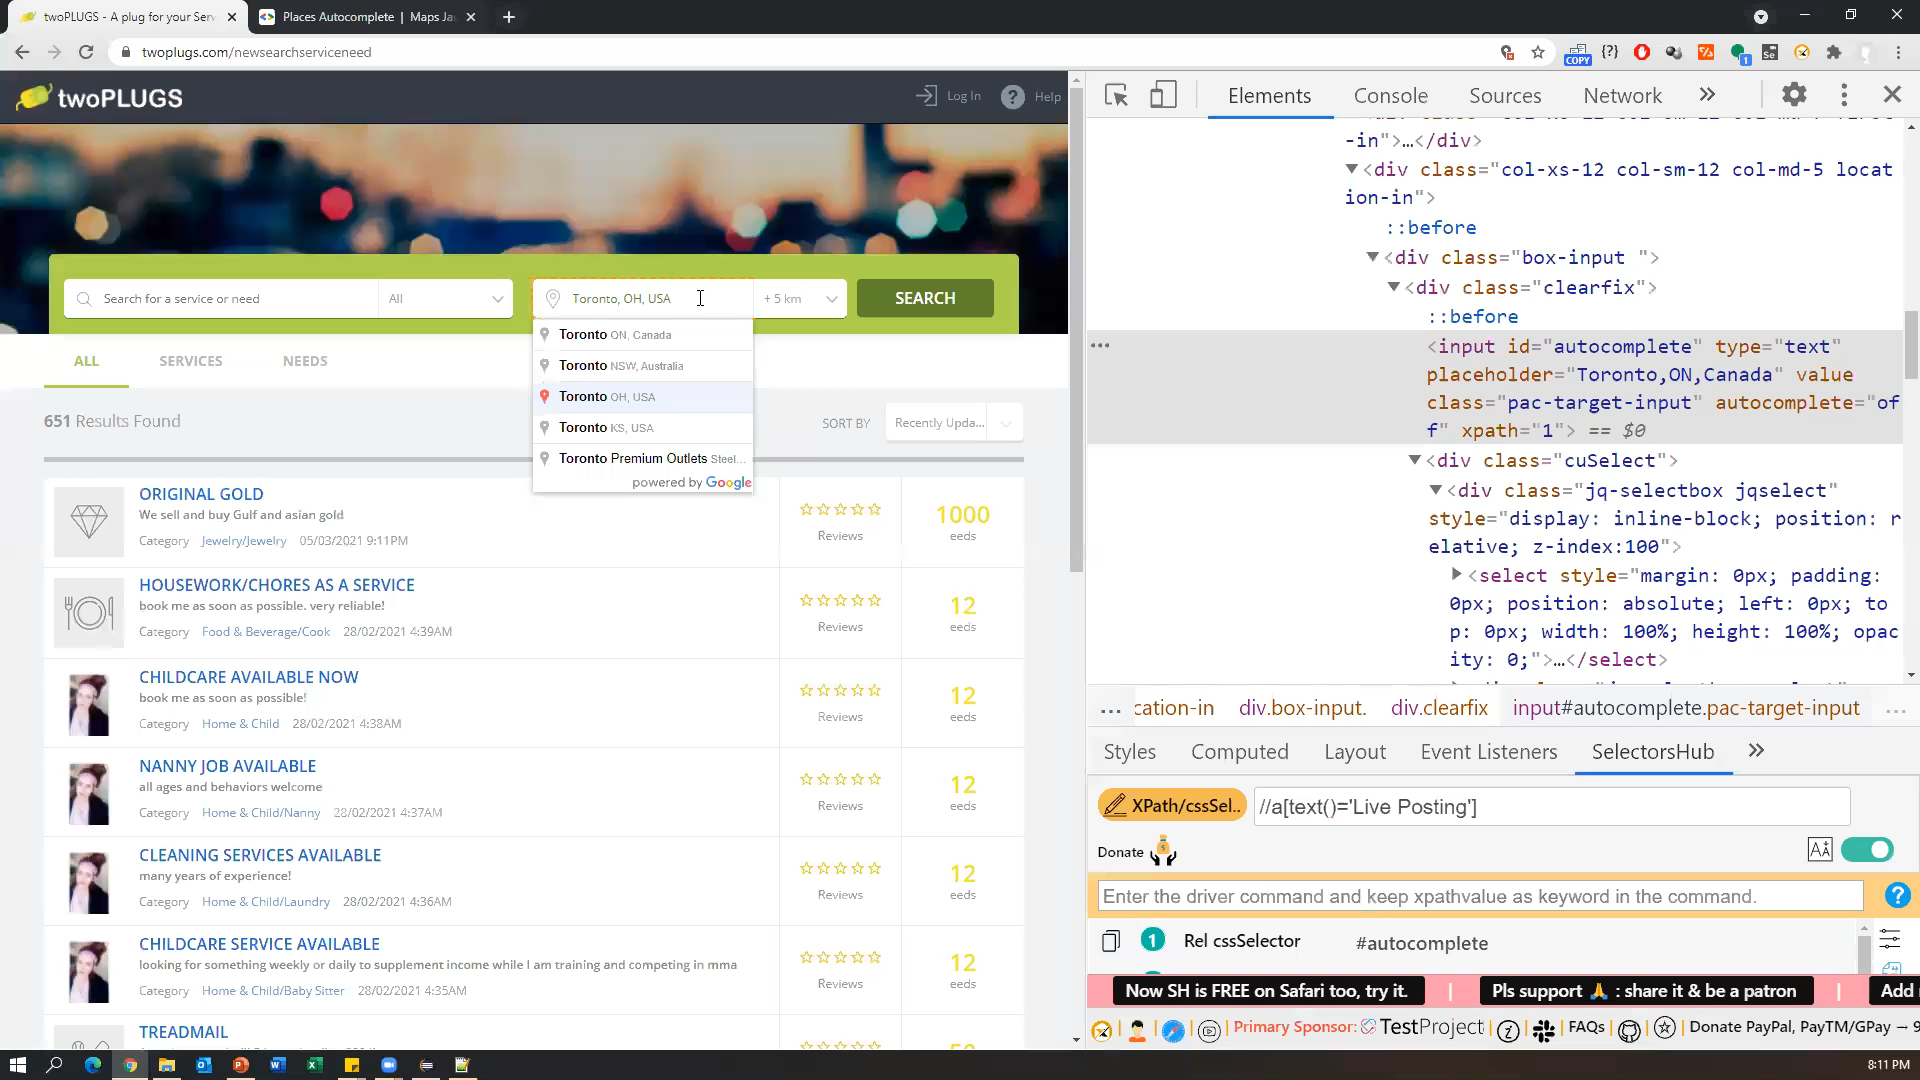 twoPLUGS - A plug for your Serv
Places Autocomplete | Maps Jav
twoplugs.com/newsearchserviceneed
COPY
twoPLUGS
Log In
Help
Search for a service or need
All
Toronto, OH, USA
+ 5 km
SEARCH
Toronto ON, Canada
Toronto NSW, Australia
Toronto OH, USA
Toronto KS, USA
Toronto Premium Outlets Steel...
powered by Google
ALL
SERVICES
NEEDS
651 Results Found
SORT BY
Recently Upda...
ORIGINAL GOLD
We sell and buy Gulf and asian gold
Category Jewelry/Jewelry 05/03/2021 9:11PM
Reviews
1000
eeds
HOUSEWORK/CHORES AS A SERVICE
book me as soon as possible. very reliable!
Category Food & Beverage/Cook 28/02/2021 4:39AM
Reviews
12
eeds
CHILDCARE AVAILABLE NOW
book me as soon as possible!
Category Home & Child 28/02/2021 4:38AM
Reviews
12
eeds
NANNY JOB AVAILABLE
all ages and behaviors welcome
Category Home & Child/Nanny 28/02/2021 4:37AM
Reviews
12
eeds
CLEANING SERVICES AVAILABLE
many years of experience!
Category Home & Child/Laundry 28/02/2021 4:36AM
Reviews
12
eeds
CHILDCARE SERVICE AVAILABLE
looking for something weekly or daily to supplement income while I am training and competing in mma
Category Home & Child/Baby Sitter 28/02/2021 4:35AM
Reviews
12
eeds
TREADMAIL
Elements
Console
Sources
Network
-in">…</div>
<div class="col-xs-12 col-sm-12 col-md-5 locat
ion-in">
::before
<div class="box-input ">
<div class="clearfix">
::before
<input id="autocomplete" type="text"
placeholder="Toronto,ON,Canada" value
class="pac-target-input" autocomplete="of
f" xpath="1"> == $0
<div class="cuSelect">
<div class="jq-selectbox jqselect"
style="display: inline-block; position: r
elative; z-index:100">
<select style="margin: 0px; padding:
0px; position: absolute; left: 0px; to
p: 0px; width: 100%; height: 100%; opac
ity: 0;">…</select>
... cation-in div.box-input. div.clearfix input#autocomplete.pac-target-input ...
Styles
Computed
Layout
Event Listeners
SelectorsHub
XPath/cssSel..
//a[text()='Live Posting']
Donate
Enter the driver command and keep xpathvalue as keyword in the command.
1 Rel cssSelector #autocomplete
Now SH is FREE on Safari too, try it. | Pls support 🙏 : share it & be a patron | Add
Primary Sponsor: TestProject
FAQs
Donate PayPal, PayTM/GPay → 9
8:11 PM